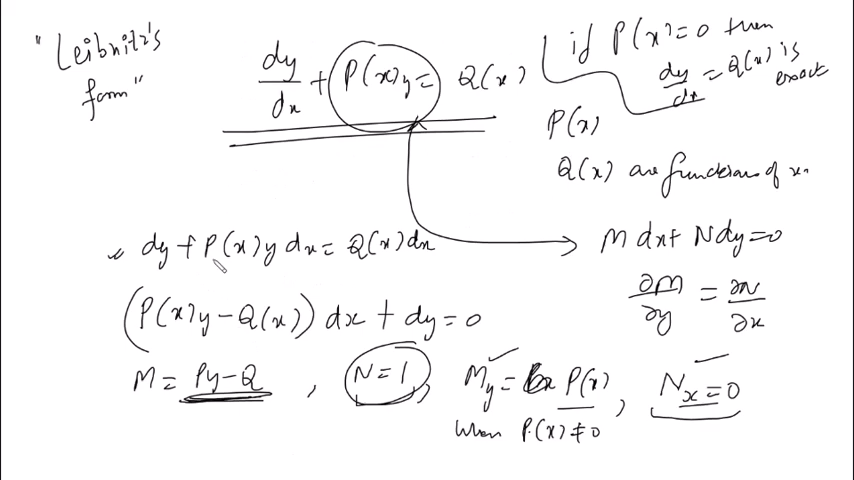 "Leibnitz's form"
dy/dx + P(x)y = Q(x)
if P(x)=0 then
dy/dx = Q(x) is exact
P(x)
Q(x) are functions of x.
dy + P(x)y dx = Q(x)dx
M dx + N dy = 0
(P(x)y - Q(x)) dx + dy = 0
∂M/∂y = ∂N/∂x
M = Py - Q , N = 1 , My = P(x) , Nx = 0
when P(x) ≠ 0